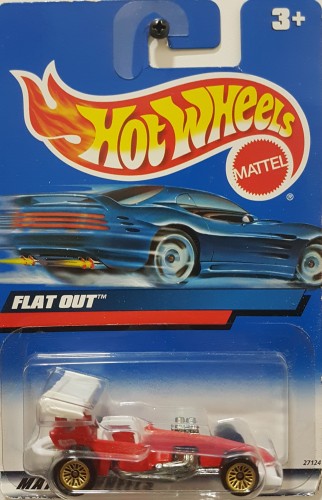 3+
HOT WHEELS
MATTEL
®
FLAT OUT™
27124